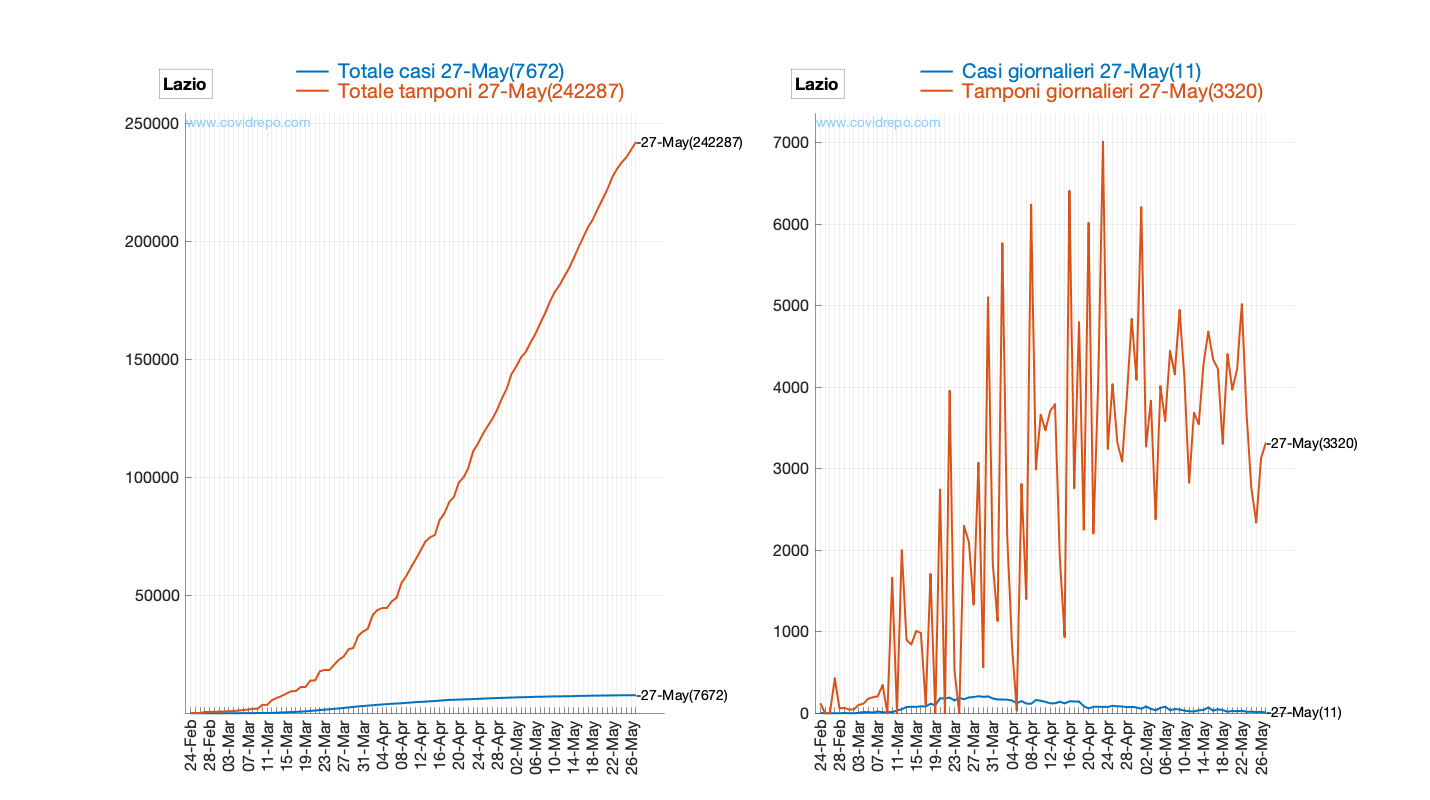 Lazio
Totale casi 27-May(7672)
Totale tamponi 27-May(242287)
www.covidrepo.com
250000
200000
150000
100000
50000
-27-May(242287)
-27-May(7672)
24-Feb
28-Feb
03-Mar
07-Mar
11-Mar
15-Mar
19-Mar
23-Mar
27-Mar
31-Mar
04-Apr
08-Apr
12-Apr
16-Apr
20-Apr
24-Apr
28-Apr
02-May
06-May
10-May
14-May
18-May
22-May
26-May
Lazio
Casi giornalieri 27-May(11)
Tamponi giornalieri 27-May(3320)
www.covidrepo.com
7000
6000
5000
4000
3000
2000
1000
0
-27-May(3320)
-27-May(11)
24-Feb
28-Feb
03-Mar
07-Mar
11-Mar
15-Mar
19-Mar
23-Mar
27-Mar
31-Mar
04-Apr
08-Apr
12-Apr
16-Apr
20-Apr
24-Apr
28-Apr
02-May
06-May
10-May
14-May
18-May
22-May
26-May